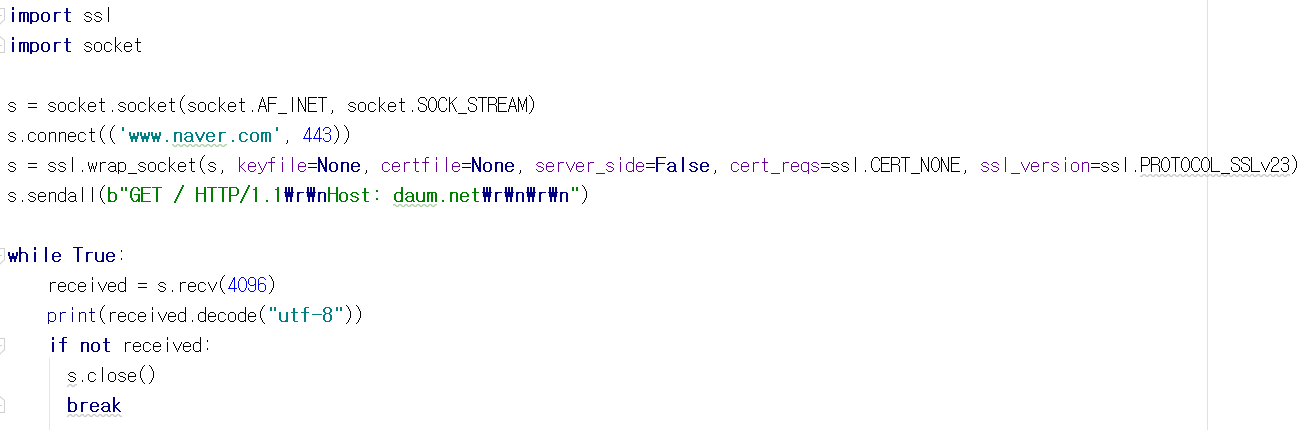 import ssl
import socket
s = socket.socket(socket.AF_INET, socket.SOCK_STREAM)
s.connect(('www.naver.com', 443))
s = ssl.wrap_socket(s, keyfile=None, certfile=None, server_side=False, cert_reqs=ssl.CERT_NONE, ssl_version=ssl.PROTOCOL_SSLv23)
s.sendall(b"GET / HTTP/1.1₩r₩nHost: daum.net₩r₩n₩r₩n")
while True:
    received = s.recv(4096)
    print(received.decode("utf-8"))
    if not received:
      s.close()
      break